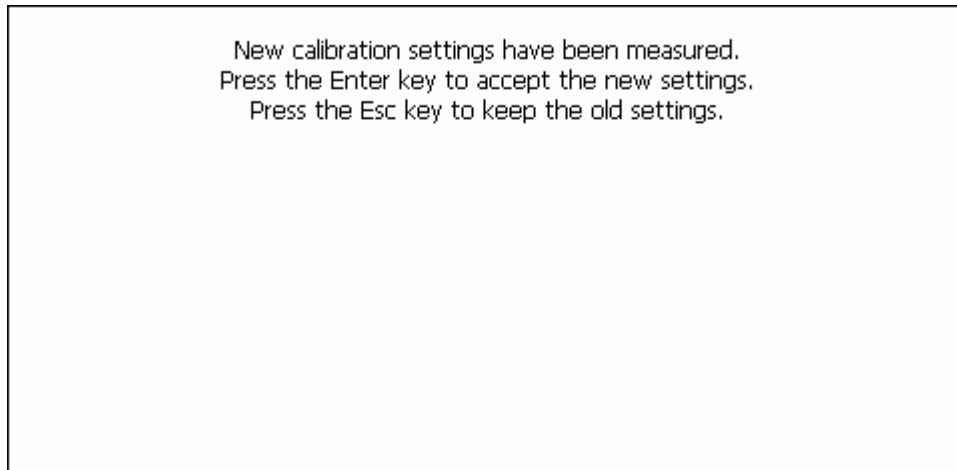 New calibration settings have been measured.
Press the Enter key to accept the new settings.
Press the Esc key to keep the old settings.